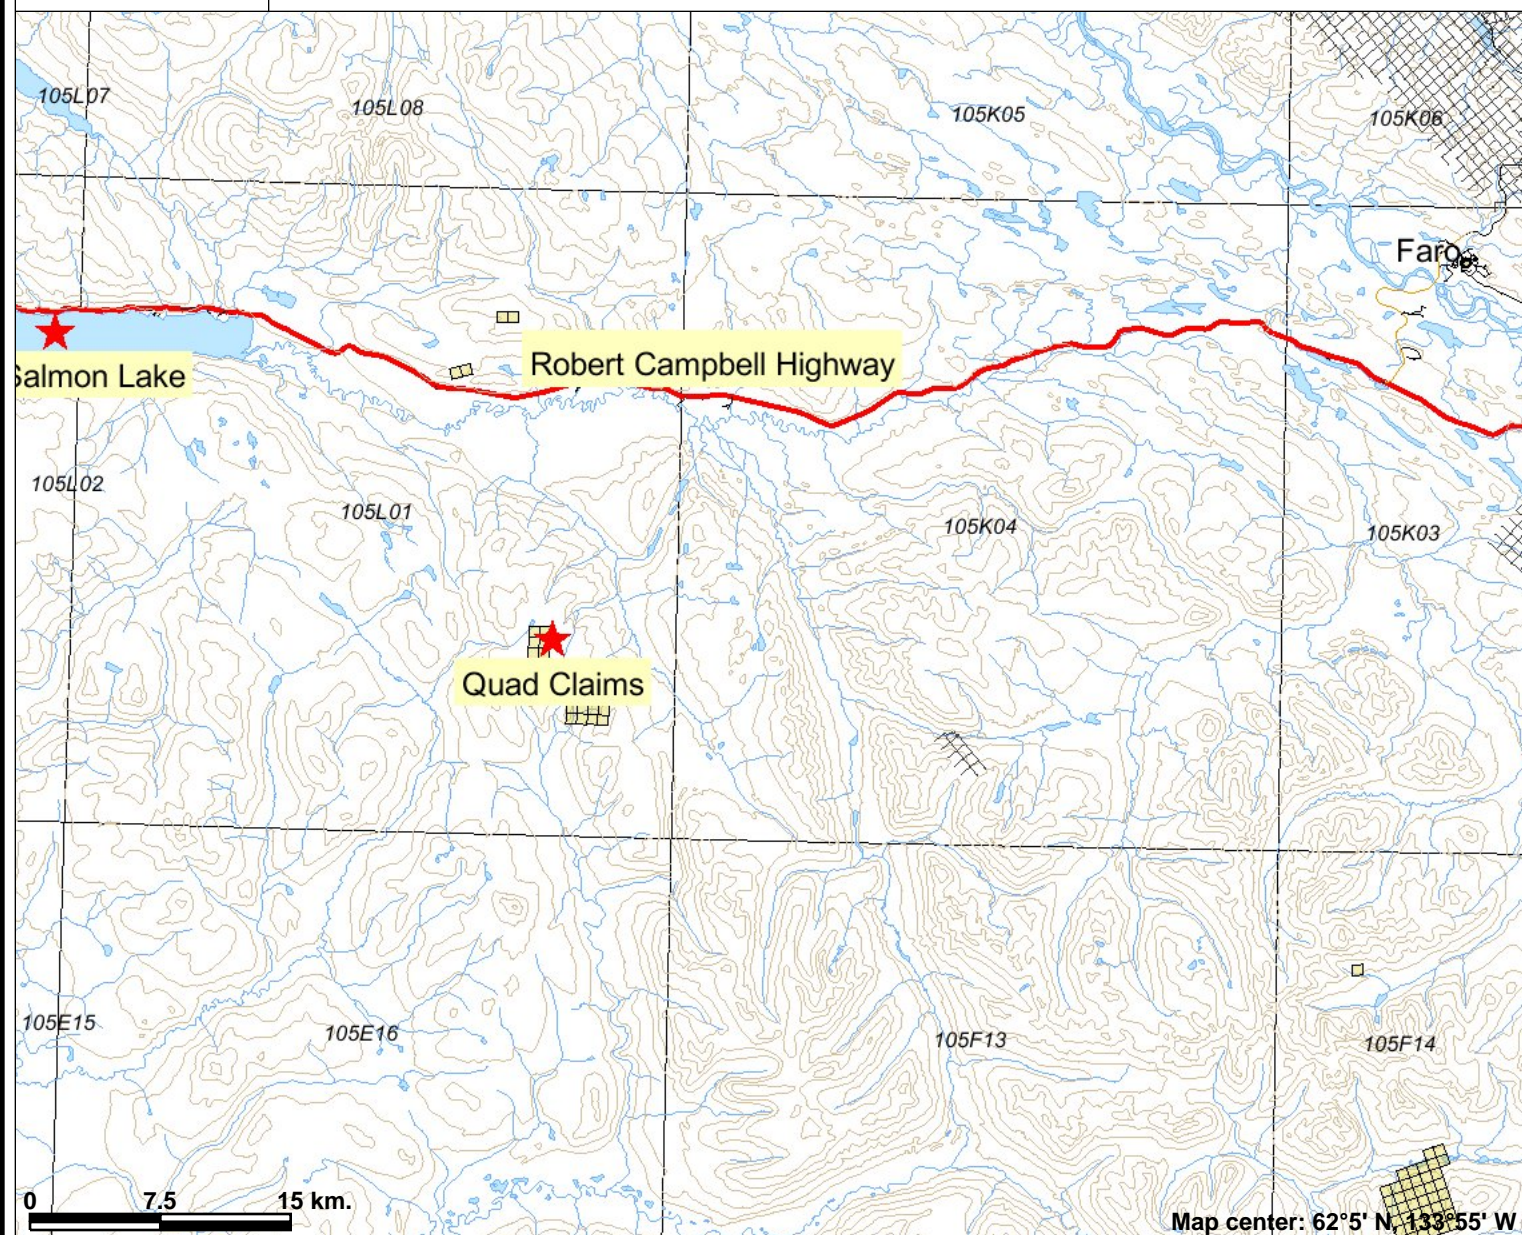 105L07
105L08
105K05
105K06
Faro
Robert Campbell Highway
Salmon Lake
105L02
105L01
105K04
105K03
Quad Claims
105E15
105E16
105F13
105F14
0 7.5 15 km.
Map center: 62°5' N, 133°55' W